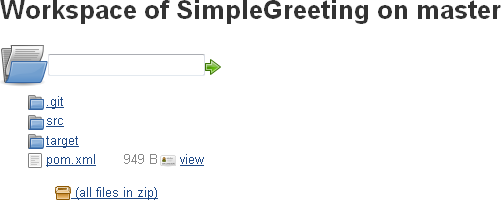 Workspace of SimpleGreeting on master
.git
src
target
pom.xml 949 B view
(all files in zip)